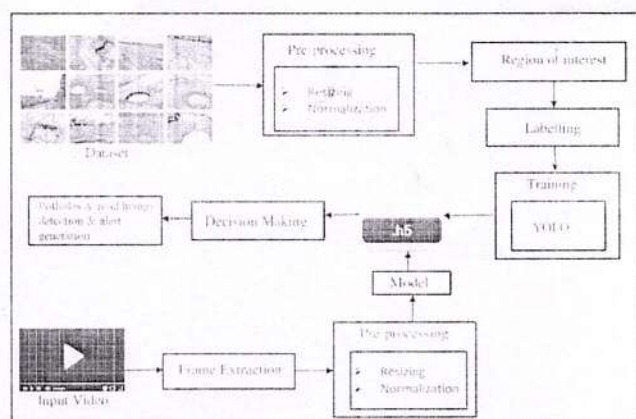 Pre-processing
Resizing
Normalization
Region of interest
Dataset
Labelling
Training
YOLO
Potholes &
detection & alert
generation
Decision Making
.h5
Model
Pre-processing
Resizing
Normalization
Frame Extraction
Input Video